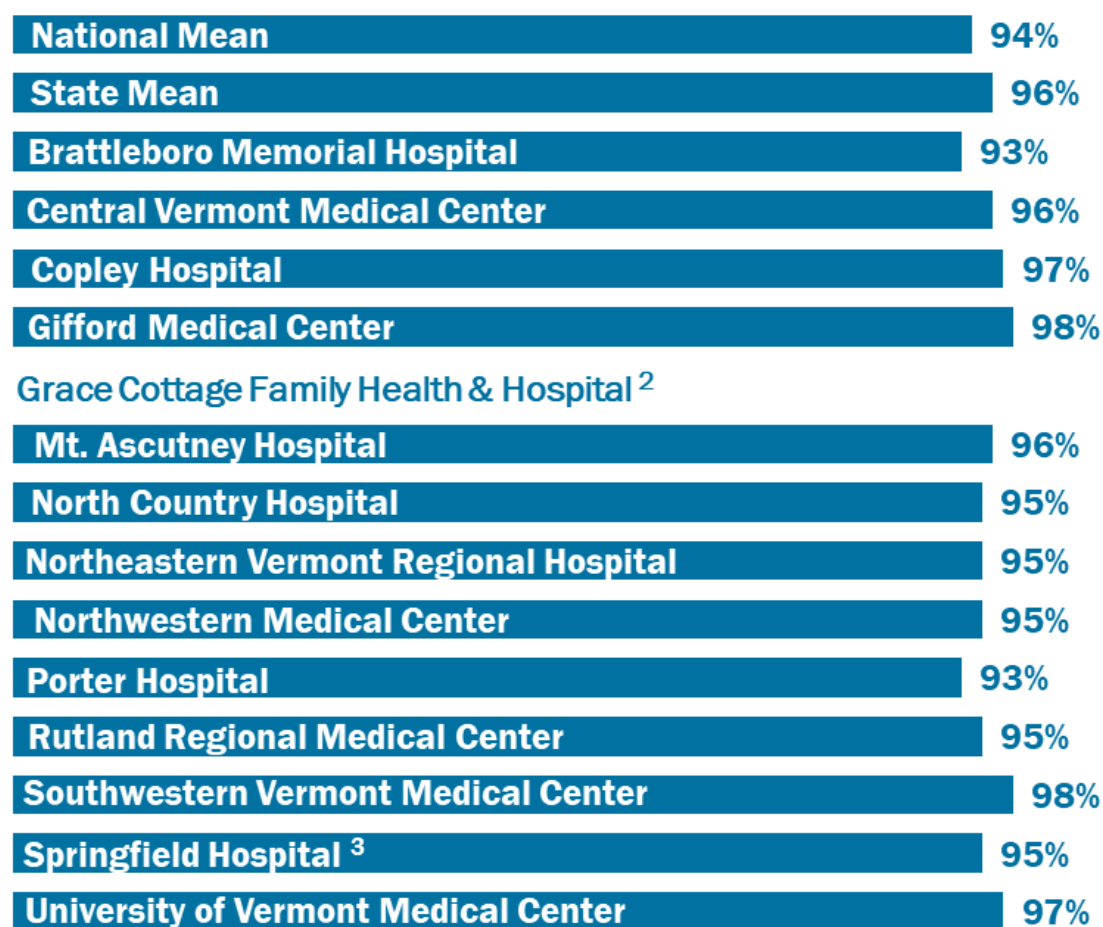 National Mean 94%
State Mean 96%
Brattleboro Memorial Hospital 93%
Central Vermont Medical Center 96%
Copley Hospital 97%
Gifford Medical Center 98%
Grace Cottage Family Health & Hospital 2
Mt. Ascutney Hospital 96%
North Country Hospital 95%
Northeastern Vermont Regional Hospital 95%
Northwestern Medical Center 95%
Porter Hospital 93%
Rutland Regional Medical Center 95%
Southwestern Vermont Medical Center 98%
Springfield Hospital 3 95%
University of Vermont Medical Center 97%